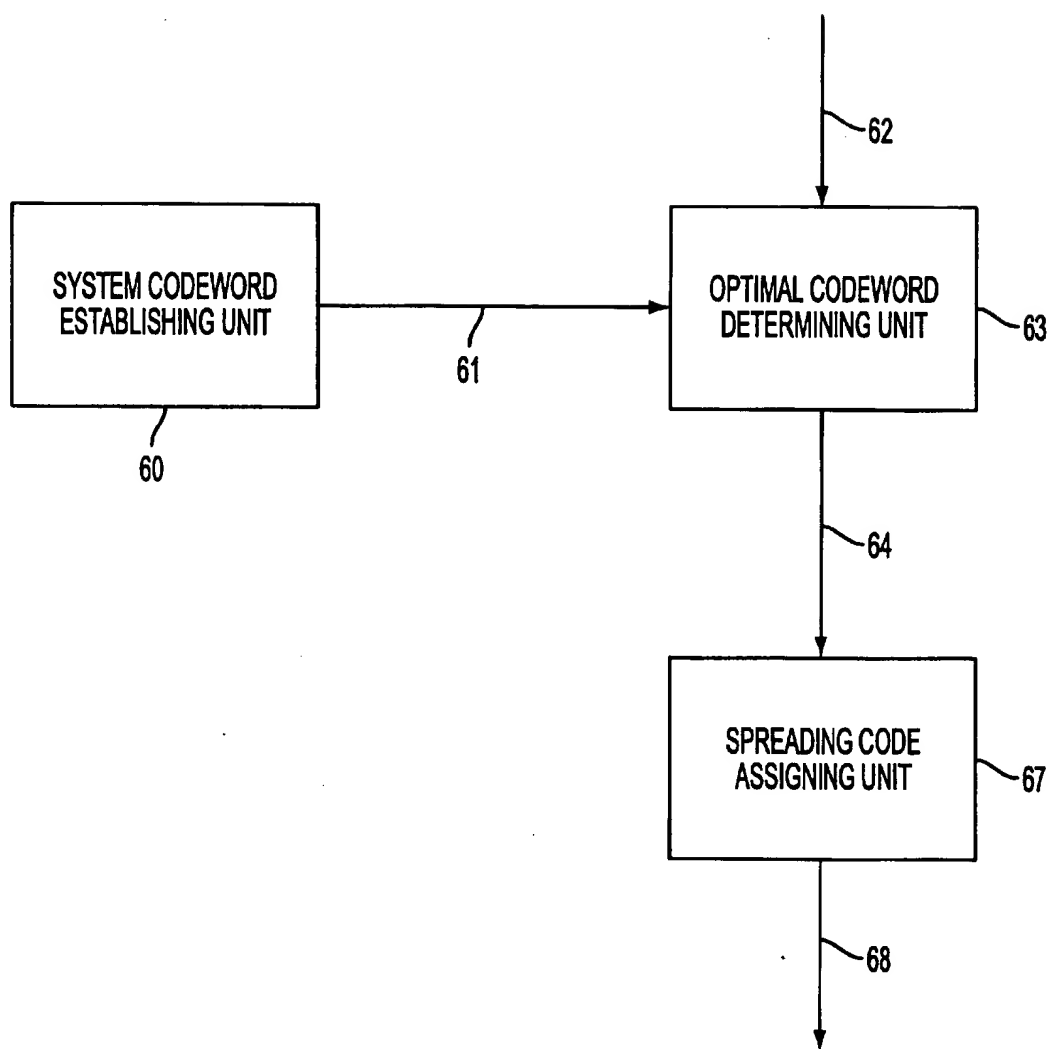 62
SYSTEM CODEWORD
ESTABLISHING UNIT
60
61
OPTIMAL CODEWORD
DETERMINING UNIT
63
64
SPREADING CODE
ASSIGNING UNIT
67
68